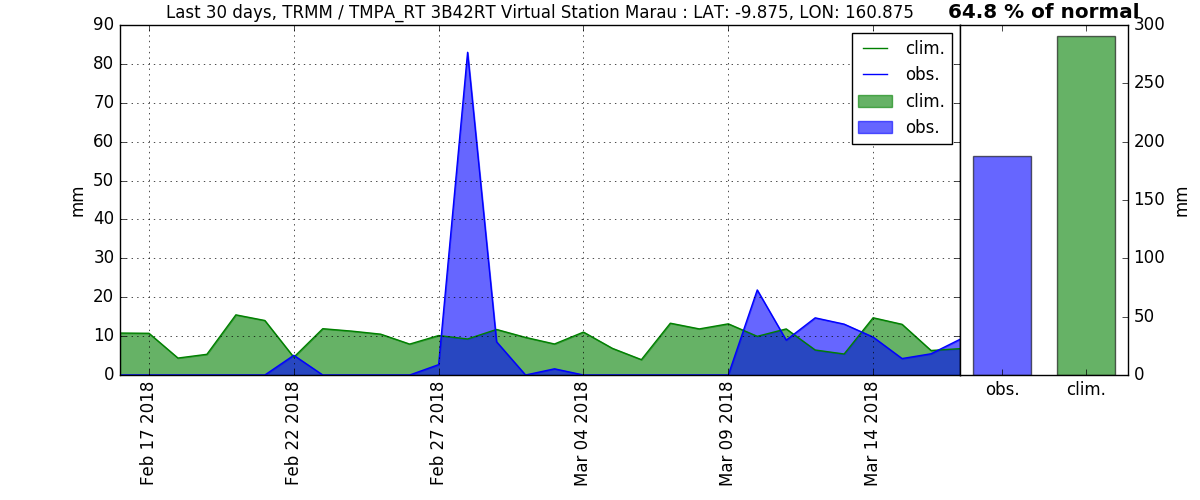 Last 30 days, TRMM / TMPA_RT 3B42RT Virtual Station Marau : LAT: -9.875, LON: 160.875
64.8 % of normal
90
80
70
60
50
40
30
20
10
0
mm
clim.
obs.
clim.
obs.
Feb 17 2018
Feb 22 2018
Feb 27 2018
Mar 04 2018
Mar 09 2018
Mar 14 2018
300
250
200
150
100
50
0
mm
obs.
clim.